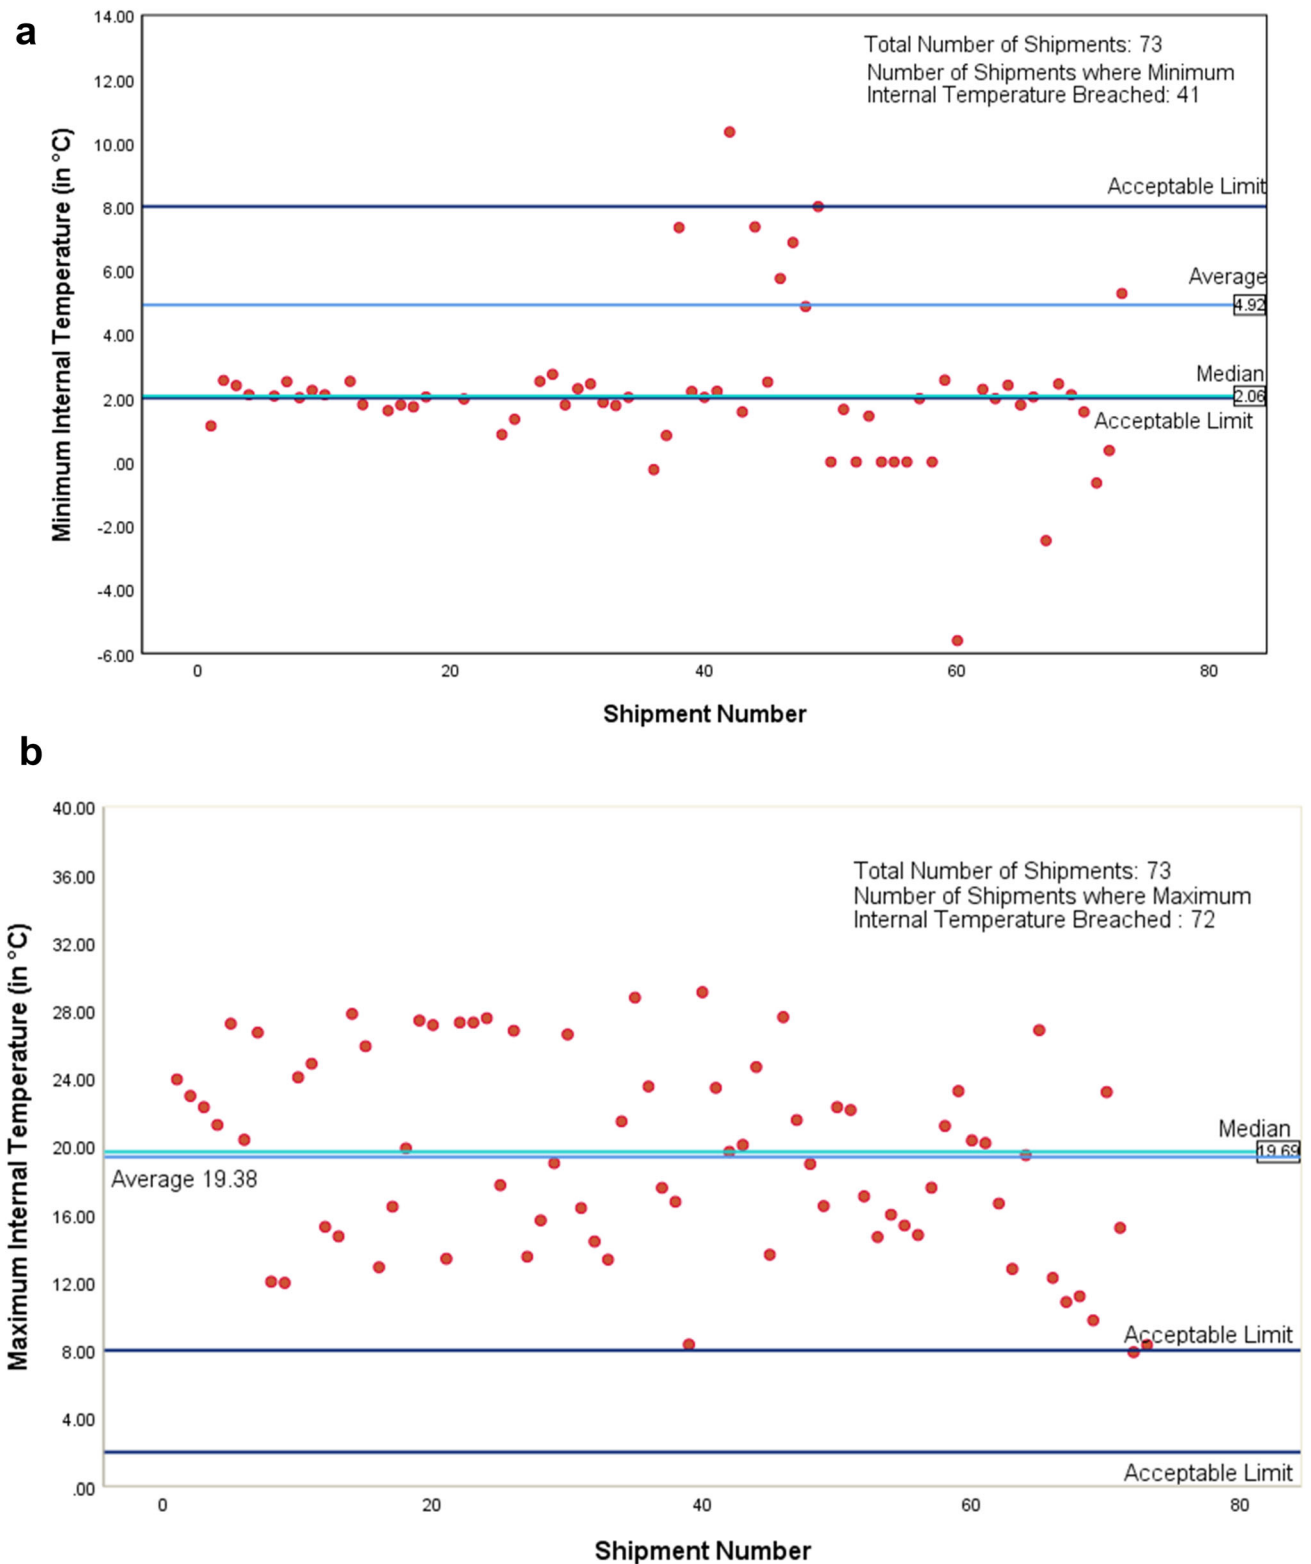 a
14.00
Total Number of Shipments: 73
12.00
Number of Shipments where Minimum
Internal Temperature Breached: 41
10.00
Acceptable Limit
8.00
6.00
Average
4.92
4.00
Median
2.06
2.00
Acceptable Limit
.00
-2.00
-4.00
-6.00
Minimum Internal Temperature (in °C)
0 20 40 60 80
Shipment Number
b
40.00
36.00
Total Number of Shipments: 73
Number of Shipments where Maximum
Internal Temperature Breached : 72
32.00
28.00
24.00
20.00
Median
19.69
Average 19.38
16.00
12.00
Acceptable Limit
8.00
4.00
Acceptable Limit
.00
Maximum Internal Temperature (in °C)
0 20 40 60 80
Shipment Number